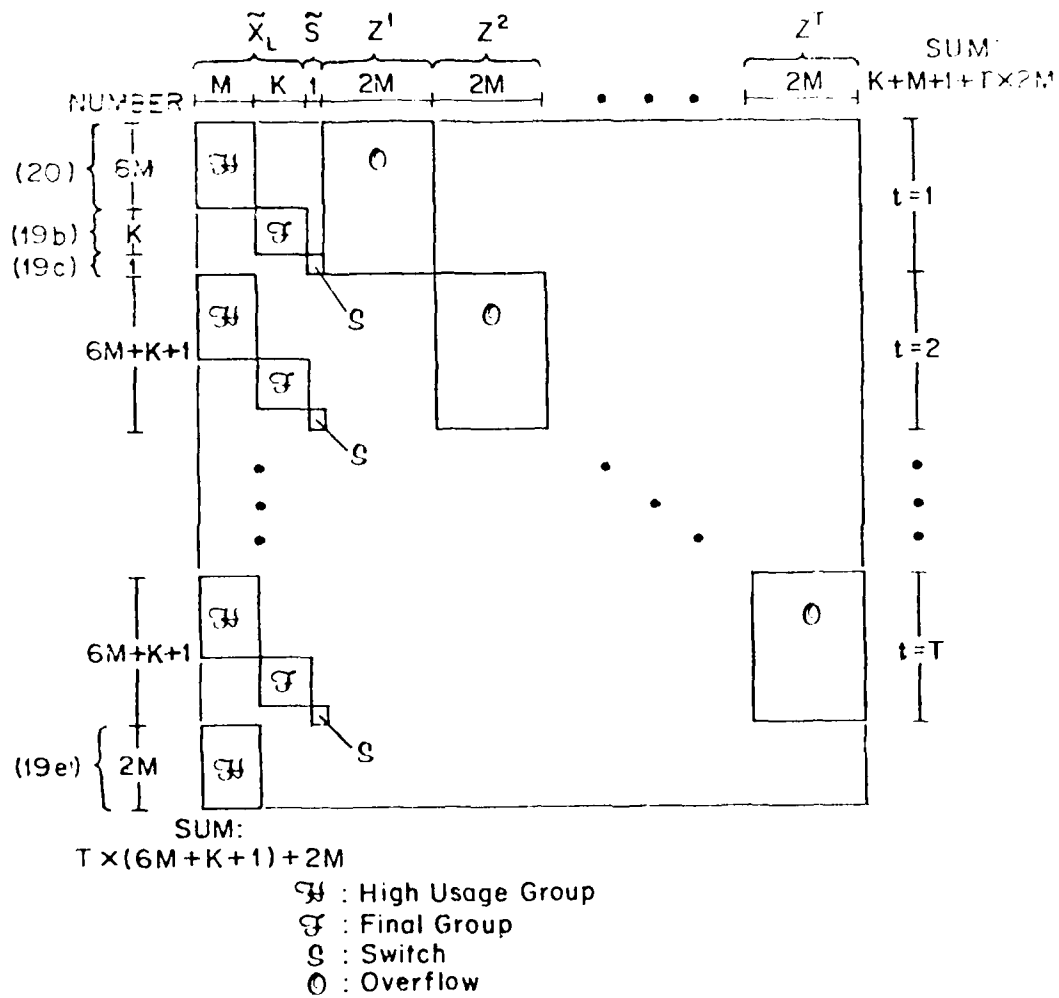 X̃_L S̃ Z¹ Z² Z^T SUM:
NUMBER M K 1 2M 2M • • • 2M K+M+1+T×2M
(20) 6M ℋ O t=1
(19b) K ℱ
(19c) 1 S
6M+K+1 ℋ O t=2
ℱ
S
6M+K+1 ℋ O t=T
ℱ
S
(19e') 2M ℋ
SUM:
T×(6M+K+1)+2M
ℋ : High Usage Group
ℱ : Final Group
S : Switch
O : Overflow